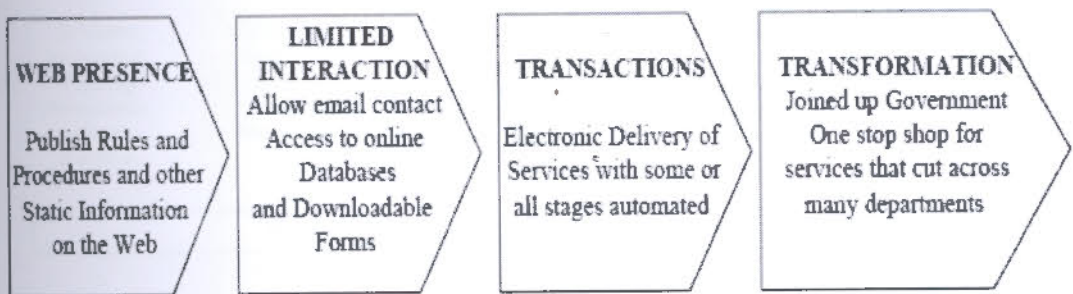 WEB PRESENCE
Publish Rules and
Procedures and other
Static Information
on the Web
LIMITED
INTERACTION
Allow email contact
Access to online
Databases
and Downloadable
Forms
TRANSACTIONS
Electronic Delivery of
Services with some or
all stages automated
TRANSFORMATION
Joined up Government
One stop shop for
services that cut across
many departments